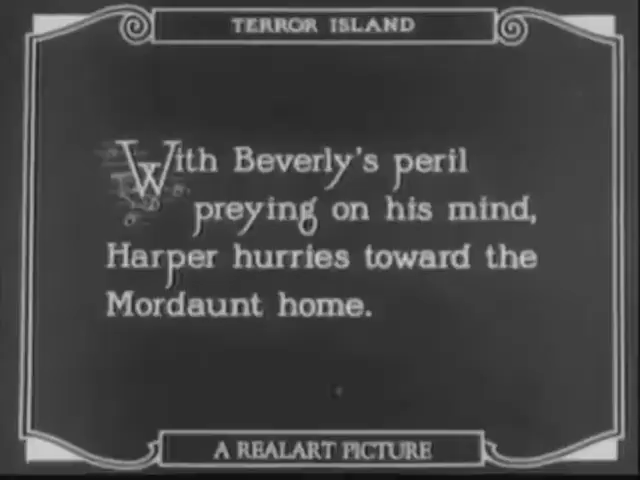 TERROR ISLAND
With Beverly's peril
preying on his mind,
Harper hurries toward the
Mordaunt home.
A REALART PICTURE